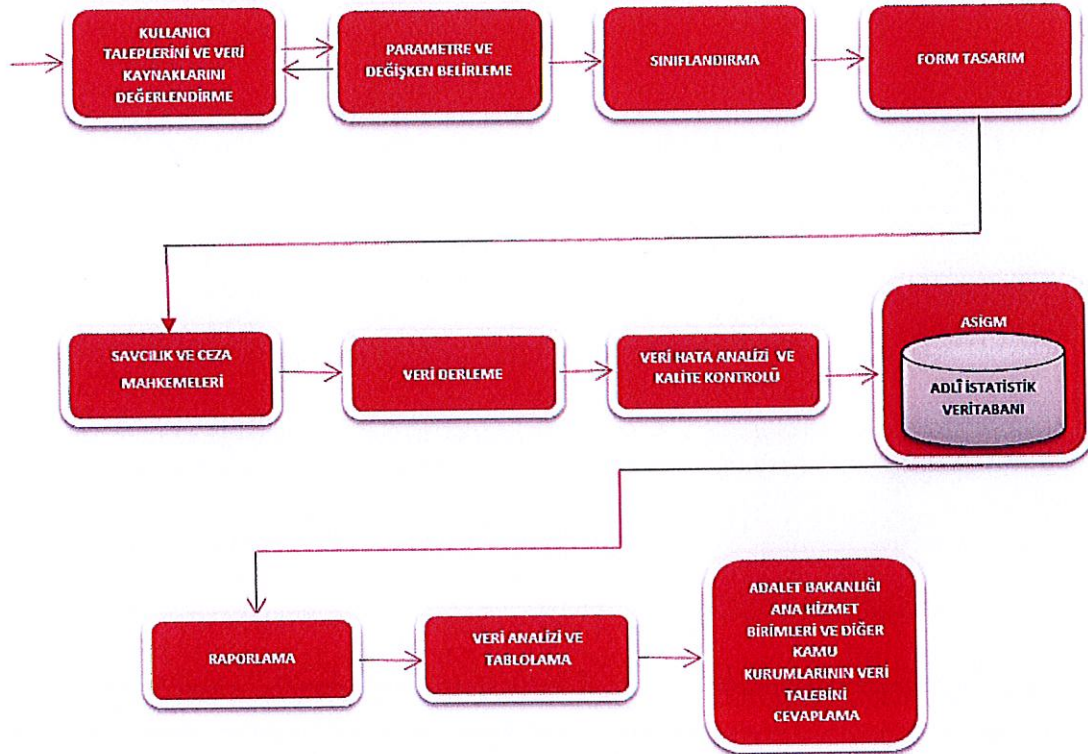 KULLANICI
TALEPLERİNİ VE VERİ
KAYNAKLARINI
DEĞERLENDİRME
PARAMETRE VE
DEĞİŞKEN BELİRLEME
SINIFLANDIRMA
FORM TASARIM
SAVCILIK VE CEZA
MAHKEMELERİ
VERİ DERLEME
VERİ HATA ANALİZİ VE
KALİTE KONTROLÜ
ASİGM
ADLÎ İSTATİSTİK
VERİTABANI
RAPORLAMA
VERİ ANALİZİ VE
TABLOLAMA
ADALET BAKANLIĞI
ANA HİZMET
BİRİMLERİ VE DİĞER
KAMU
KURUMLARININ VERİ
TALEBİNİ
CEVAPLAMA